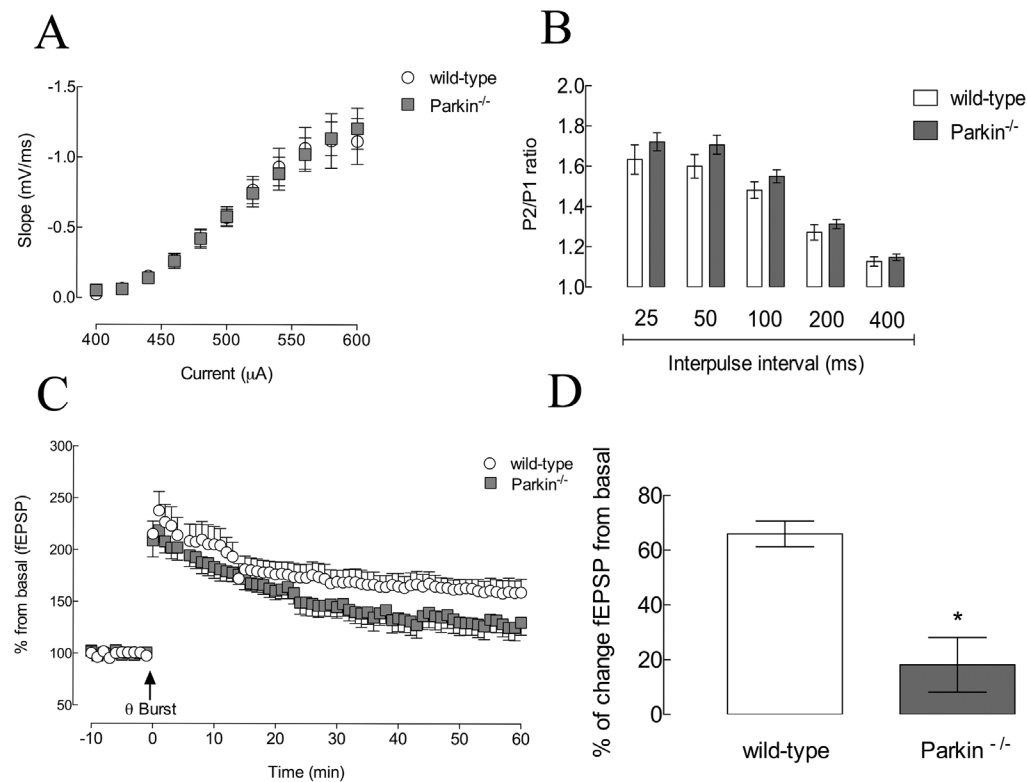 A
wild-type
Parkin-/-
-1.5
-1.0
-0.5
0.0
Slope (mV/ms)
400 450 500 550 600
Current (μA)
B
wild-type
Parkin-/-
2.0
1.8
1.6
1.4
1.2
1.0
P2/P1 ratio
25 50 100 200 400
Interpulse interval (ms)
C
wild-type
Parkin-/-
300
250
200
150
100
50
% from basal (fEPSP)
θ Burst
-10 0 10 20 30 40 50 60
Time (min)
D
% of change fEPSP from basal
80
60
40
20
0
*
wild-type Parkin -/-